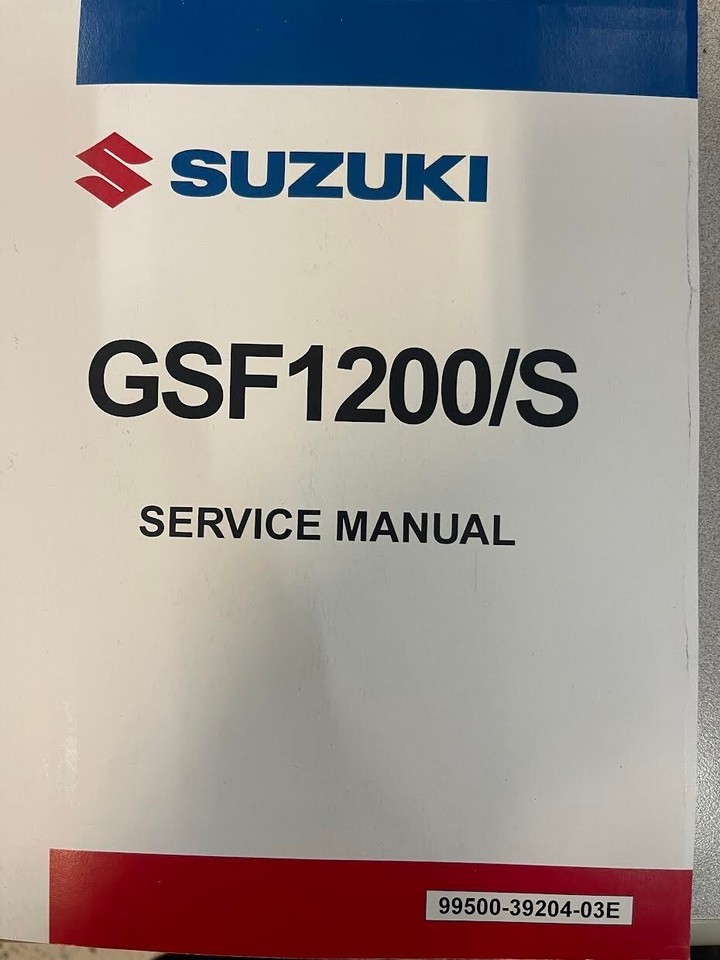 SUZUKI
GSF1200/S
SERVICE MANUAL
99500-39204-03E